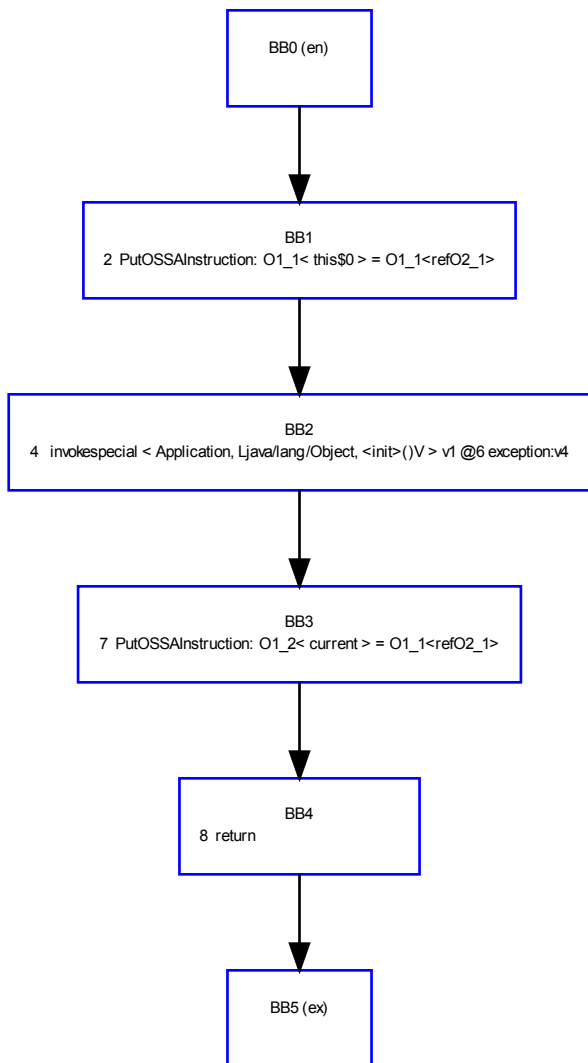 BB0 (en)
BB1
2 PutOSSAInstruction: O1_1< this$0 > = O1_1<refO2_1>
BB2
4 invokespecial < Application, Ljava/lang/Object, <init>()V > v1 @6 exception:v4
BB3
7 PutOSSAInstruction: O1_2< current > = O1_1<refO2_1>
BB4
8 return
BB5 (ex)